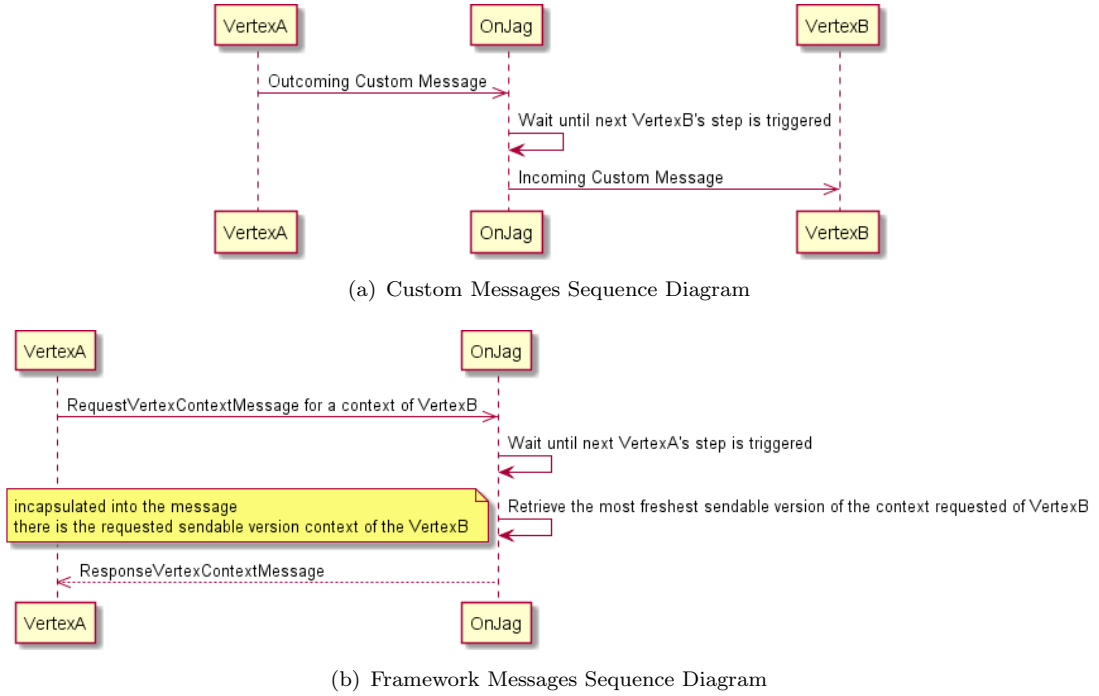 VertexA
OnJag
VertexB
Outcoming Custom Message
Wait until next VertexB's step is triggered
Incoming Custom Message
VertexA
OnJag
VertexB
(a) Custom Messages Sequence Diagram
VertexA
OnJag
RequestVertexContextMessage for a context of VertexB
Wait until next VertexA's step is triggered
incapsulated into the message
there is the requested sendable version context of the VertexB
Retrieve the most freshest sendable version of the context requested of VertexB
ResponseVertexContextMessage
VertexA
OnJag
(b) Framework Messages Sequence Diagram